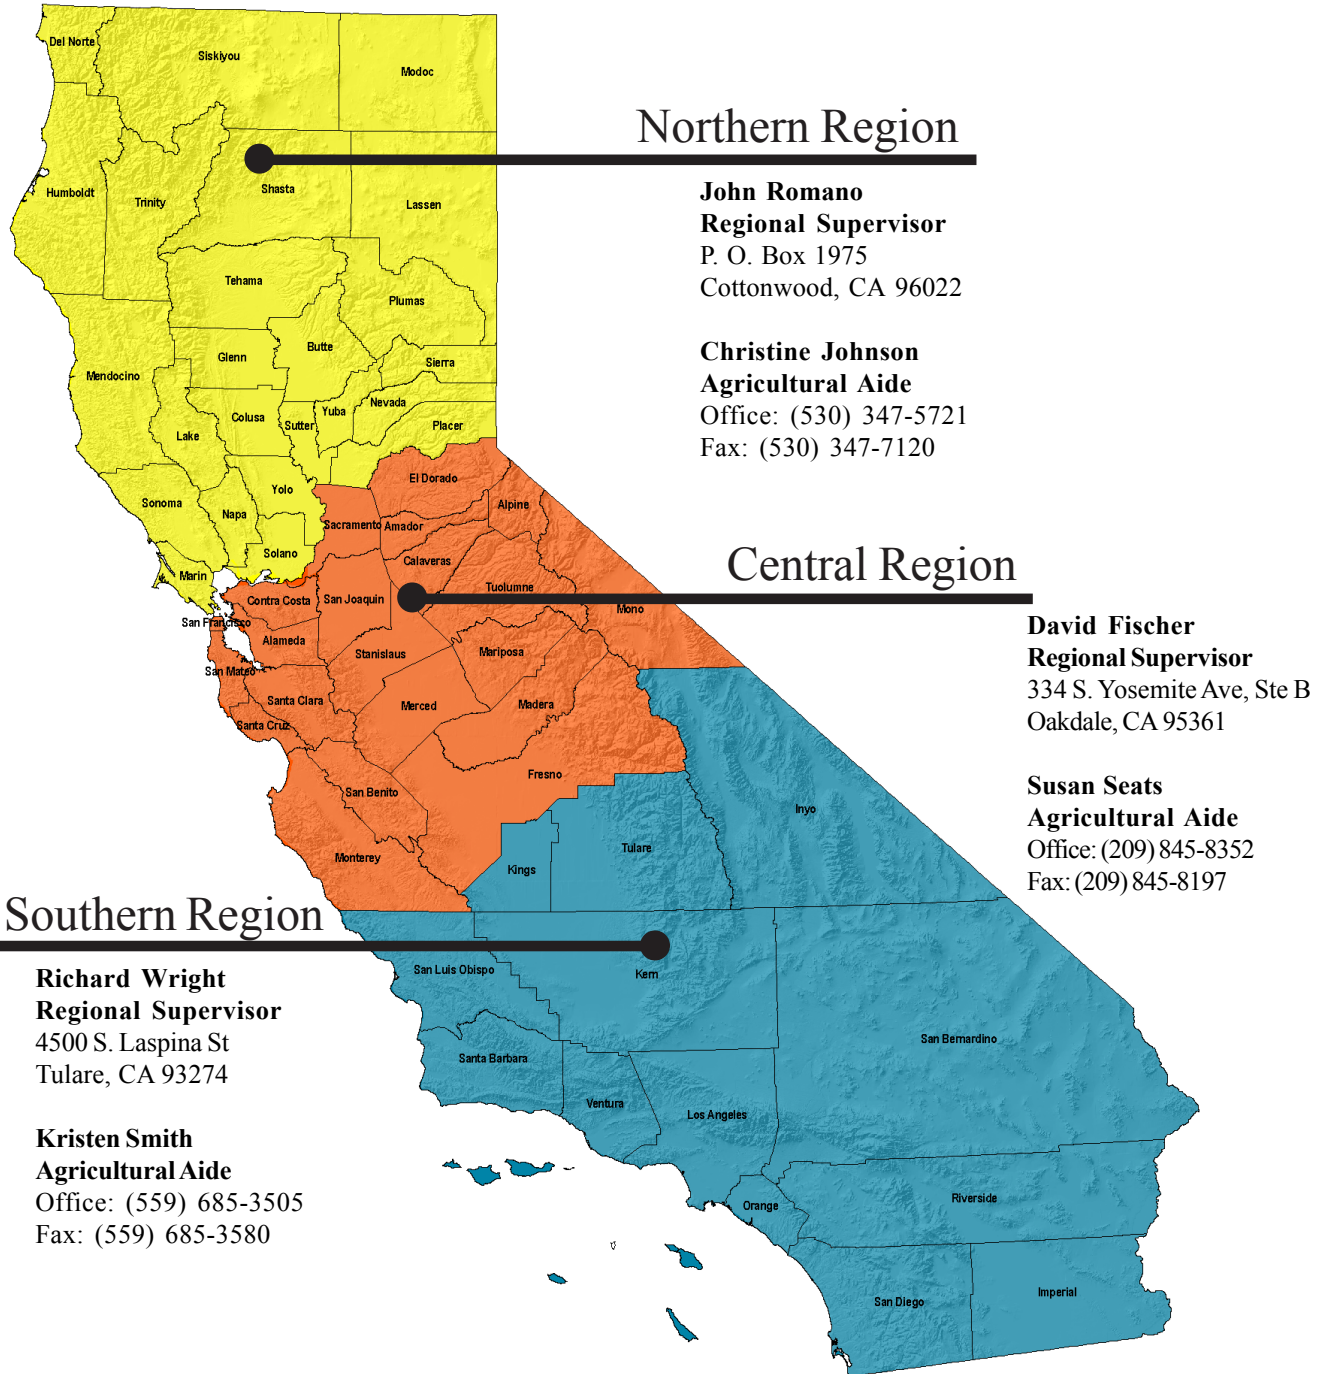 Del Norte
Siskiyou
Modoc
Humboldt
Trinity
Shasta
Lassen
Tehama
Plumas
Mendocino
Glenn
Butte
Sierra
Lake
Colusa
Sutter
Yuba
Nevada
Placer
Sonoma
Napa
Yolo
Solano
Marin
Northern Region
John Romano
Regional Supervisor
P. O. Box 1975
Cottonwood, CA 96022
Christine Johnson
Agricultural Aide
Office: (530) 347-5721
Fax: (530) 347-7120
El Dorado
Alpine
Sacramento
Amador
Calaveras
Tuolumne
Mono
Contra Costa
San Joaquin
San Francisco
Alameda
Stanislaus
Mariposa
San Mateo
Santa Clara
Merced
Madera
Santa Cruz
Fresno
San Benito
Monterey
Central Region
David Fischer
Regional Supervisor
334 S. Yosemite Ave, Ste B
Oakdale, CA 95361
Susan Seats
Agricultural Aide
Office: (209) 845-8352
Fax: (209) 845-8197
Inyo
Tulare
Kings
San Luis Obispo
Kern
San Bernardino
Santa Barbara
Ventura
Los Angeles
Orange
Riverside
San Diego
Imperial
Southern Region
Richard Wright
Regional Supervisor
4500 S. Laspina St
Tulare, CA 93274
Kristen Smith
Agricultural Aide
Office: (559) 685-3505
Fax: (559) 685-3580